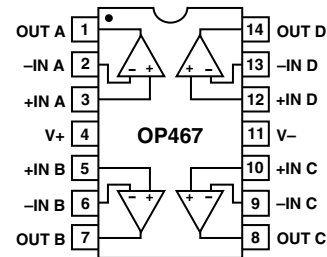 OUT A 1 14 OUT D
–IN A 2 13 –IN D
– + + –
+IN A 3 12 +IN D
V+ 4 OP467 11 V–
+IN B 5 10 +IN C
– + + –
–IN B 6 9 –IN C
OUT B 7 8 OUT C